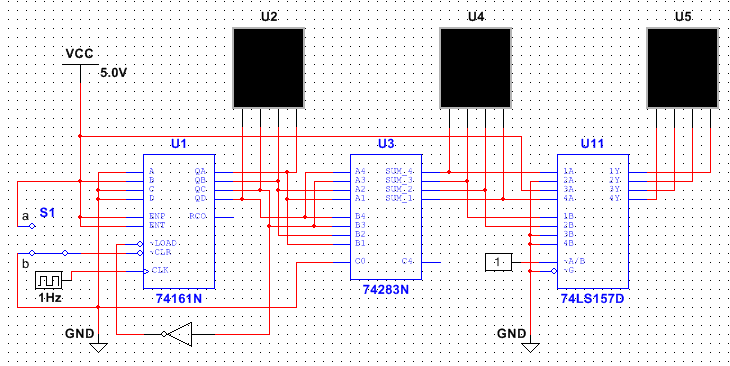 U2
U4
U5
VCC
5.0V
U1
U3
U11
A
B
C
D
ENP
ENT
~LOAD
~CLR
CLK
QA
QB
QC
QD
RCO
74161N
A4
A3
A2
A1
B4
B3
B2
B1
C0
SUM_4
SUM_3
SUM_2
SUM_1
C4
74283N
1A
2A
3A
4A
1B
2B
3B
4B
~A/B
~G
1Y
2Y
3Y
4Y
74LS157D
a
S1
b
1Hz
1
GND
GND